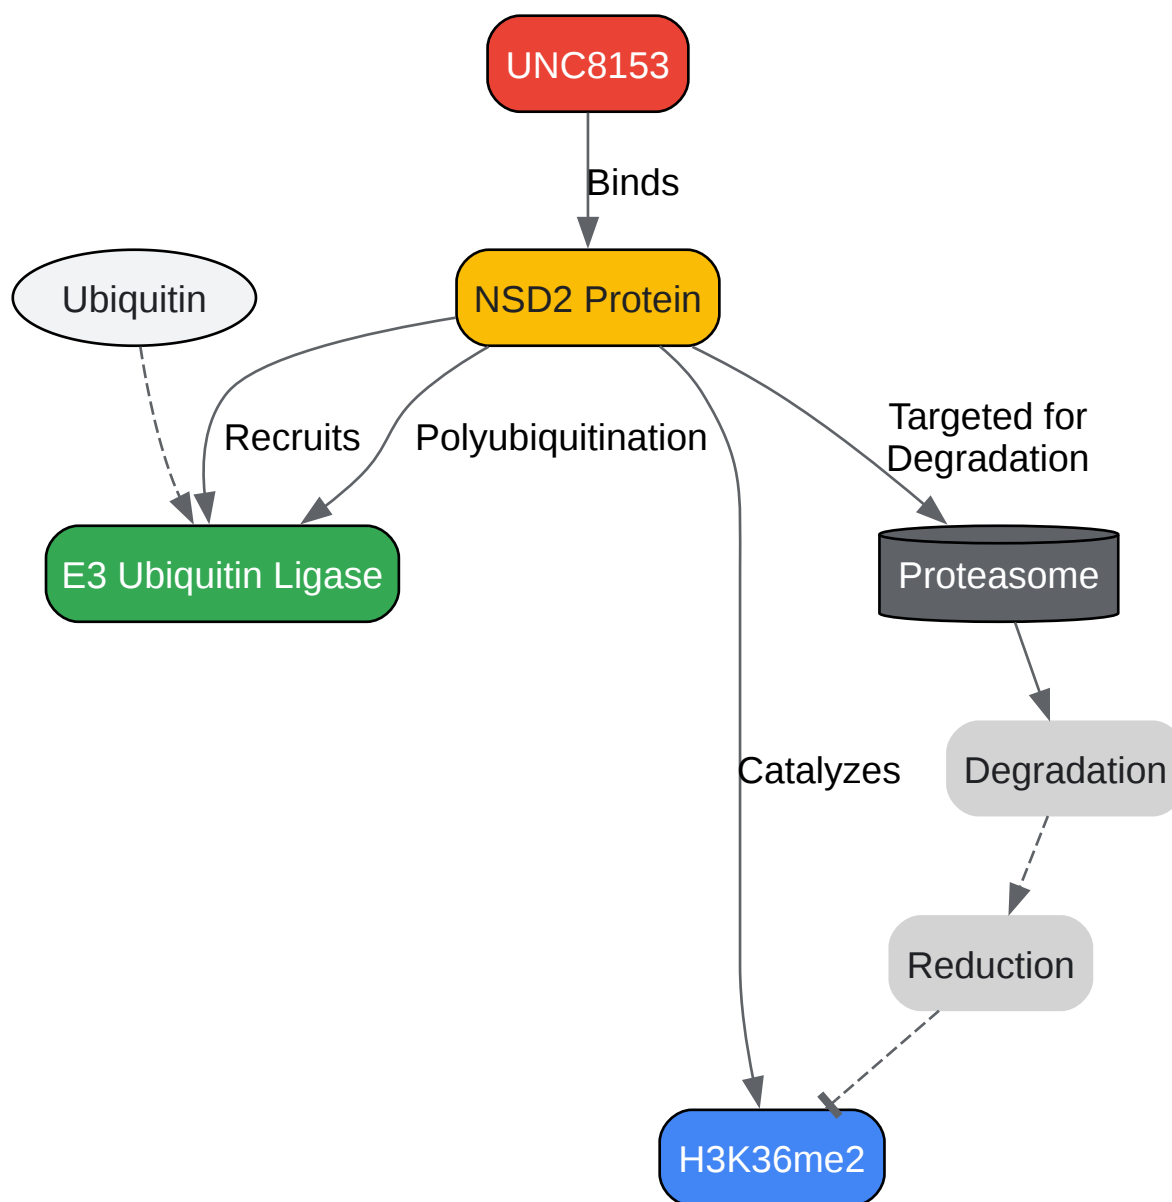 UNC8153
Binds
Ubiquitin
NSD2 Protein
Recruits
Polyubiquitination
Targeted for
Degradation
E3 Ubiquitin Ligase
Proteasome
Catalyzes
Degradation
Reduction
H3K36me2